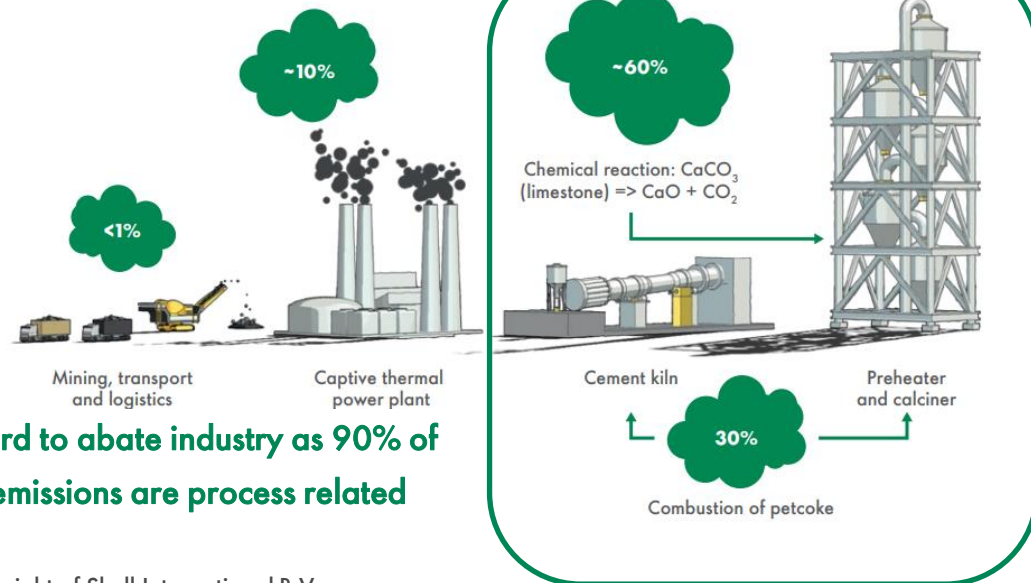 ~10%
~60%
<1%
Chemical reaction: CaCO₃
(limestone) => CaO + CO₂
Mining, transport
and logistics
Captive thermal
power plant
Cement kiln
Preheater
and calciner
30%
Combustion of petcoke
rd to abate industry as 90% of
emissions are process related